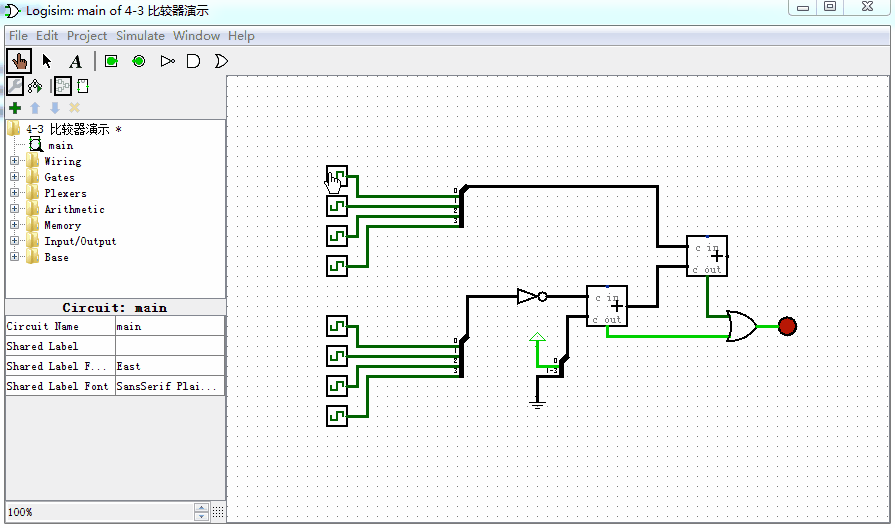 Logisim: main of 4-3 比较器演示
File Edit Project Simulate Window Help
A
4-3 比较器演示 *
main
Wiring
Gates
Plexers
Arithmetic
Memory
Input/Output
Base
Circuit: main
Circuit Name main
Shared Label
Shared Label F... East
Shared Label Font SansSerif Plai...
100%
0
1
2
3
c in
+
c out
c in
+
c out
0
1
2
3
0
1-3